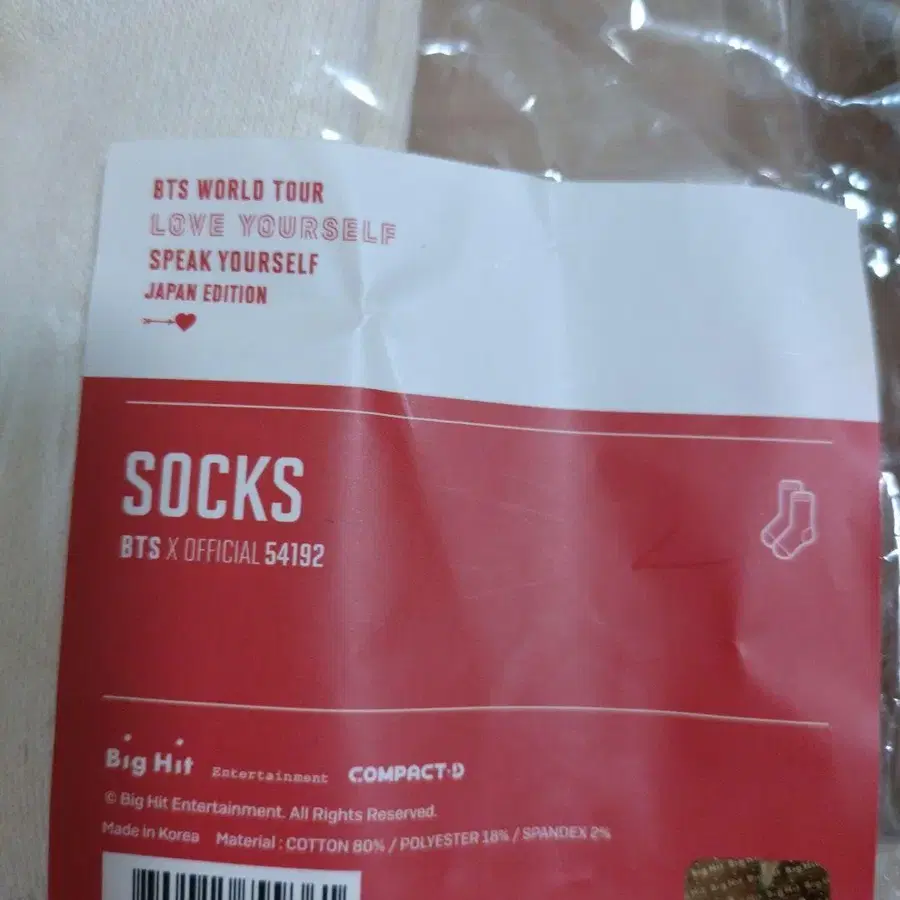 BTS WORLD TOUR
LOVE YOURSELF
SPEAK YOURSELF
JAPAN EDITION
SOCKS
BTS X OFFICIAL 54192
Big Hit Entertainment COMPACT·D
© Big Hit Entertainment. All Rights Reserved.
Made in Korea Material : COTTON 80% / POLYESTER 18% / SPANDEX 2%